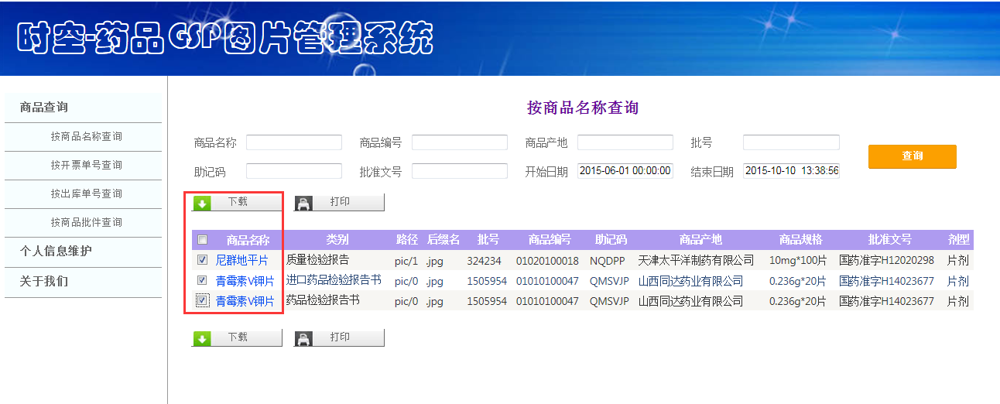 时空-药品GSP图片管理系统
商品查询
按商品名称查询
按开票单号查询
按出库单号查询
按商品批件查询
个人信息维护
关于我们
按商品名称查询
商品名称 商品编号 商品产地 批号
助记码 批准文号 开始日期 2015-06-01 00:00:00 结束日期 2015-10-10 13:38:56
查询
下载 打印
商品名称 类别 路径 后缀名 批号 商品编号 助记码 商品产地 商品规格 批准文号 剂型
尼群地平片 质量检验报告 pic/1 .jpg 324234 01020100018 NQDPP 天津太平洋制药有限公司 10mg*100片 国药准字H12020298 片剂
青霉素V钾片 进口药品检验报告书 pic/0 .jpg 1505954 01010100047 QMSVJP 山西同达药业有限公司 0.236g*20片 国药准字H14023677 片剂
青霉素V钾片 药品检验报告书 pic/0 .jpg 1505954 01010100047 QMSVJP 山西同达药业有限公司 0.236g*20片 国药准字H14023677 片剂
下载 打印